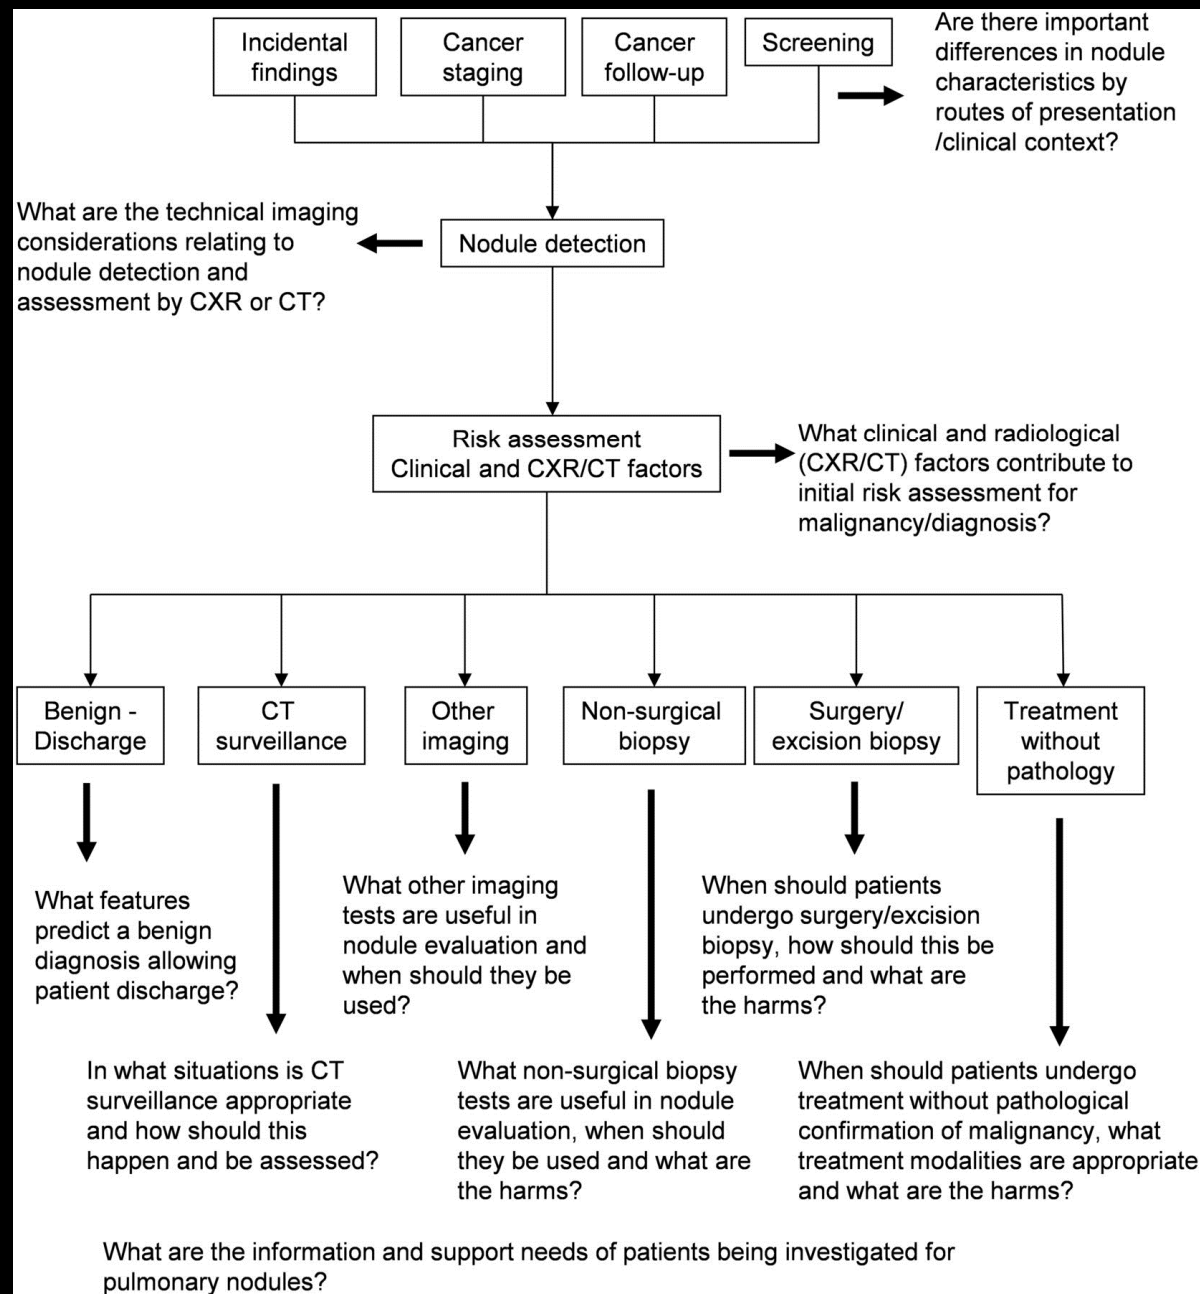 Incidental
findings
Cancer
staging
Cancer
follow-up
Screening
Are there important
differences in nodule
characteristics by
routes of presentation
/clinical context?
What are the technical imaging
considerations relating to
nodule detection and
assessment by CXR or CT?
Nodule detection
Risk assessment
Clinical and CXR/CT factors
What clinical and radiological
(CXR/CT) factors contribute to
initial risk assessment for
malignancy/diagnosis?
Benign -
Discharge
CT
surveillance
Other
imaging
Non-surgical
biopsy
Surgery/
excision biopsy
Treatment
without
pathology
What features
predict a benign
diagnosis allowing
patient discharge?
What other imaging
tests are useful in
nodule evaluation and
when should they be
used?
When should patients
undergo surgery/excision
biopsy, how should this be
performed and what are
the harms?
In what situations is CT
surveillance appropriate
and how should this
happen and be assessed?
What non-surgical biopsy
tests are useful in nodule
evaluation, when should
they be used and what are
the harms?
When should patients undergo
treatment without pathological
confirmation of malignancy, what
treatment modalities are appropriate
and what are the harms?
What are the information and support needs of patients being investigated for
pulmonary nodules?